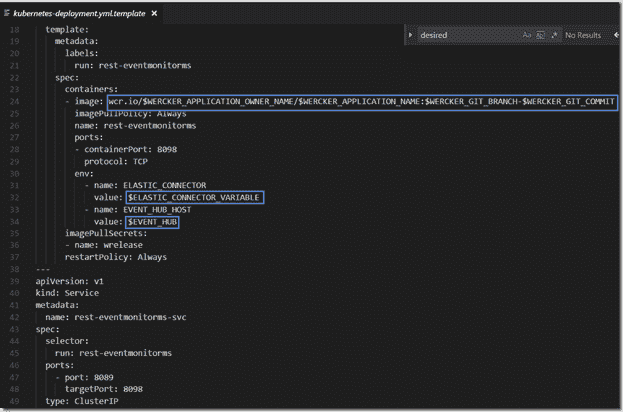 kubernetes-deployment.yml.template ×
desired Aa No Results
18 template:
19 metadata:
20 labels:
21 run: rest-eventmonitorms
22 spec:
23 containers:
24 - image: wcr.io/$WERCKER_APPLICATION_OWNER_NAME/$WERCKER_APPLICATION_NAME:$WERCKER_GIT_BRANCH-$WERCKER_GIT_COMMIT
25 imagePullPolicy: Always
26 name: rest-eventmonitorms
27 ports:
28 - containerPort: 8098
29 protocol: TCP
30 env:
31 - name: ELASTIC_CONNECTOR
32 value: $ELASTIC_CONNECTOR_VARIABLE
33 - name: EVENT_HUB_HOST
34 value: $EVENT_HUB
35 imagePullSecrets:
36 - name: wrelease
37 restartPolicy: Always
38 ---
39 apiVersion: v1
40 kind: Service
41 metadata:
42 name: rest-eventmonitorms-svc
43 spec:
44 selector:
45 run: rest-eventmonitorms
46 ports:
47 - port: 8089
48 targetPort: 8098
49 type: ClusterIP